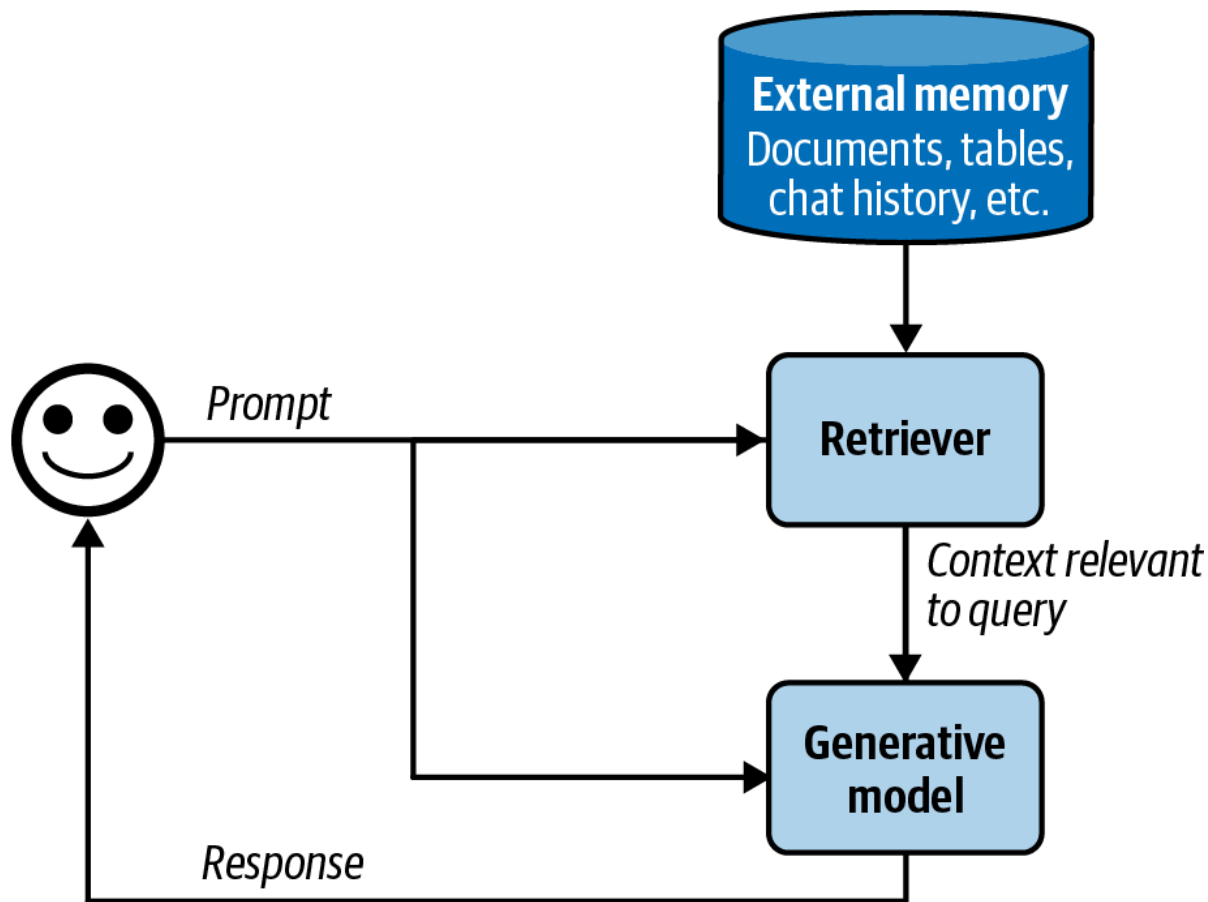 External memory
Documents, tables,
chat history, etc.
Prompt
Retriever
Context relevant
to query
Generative
model
Response